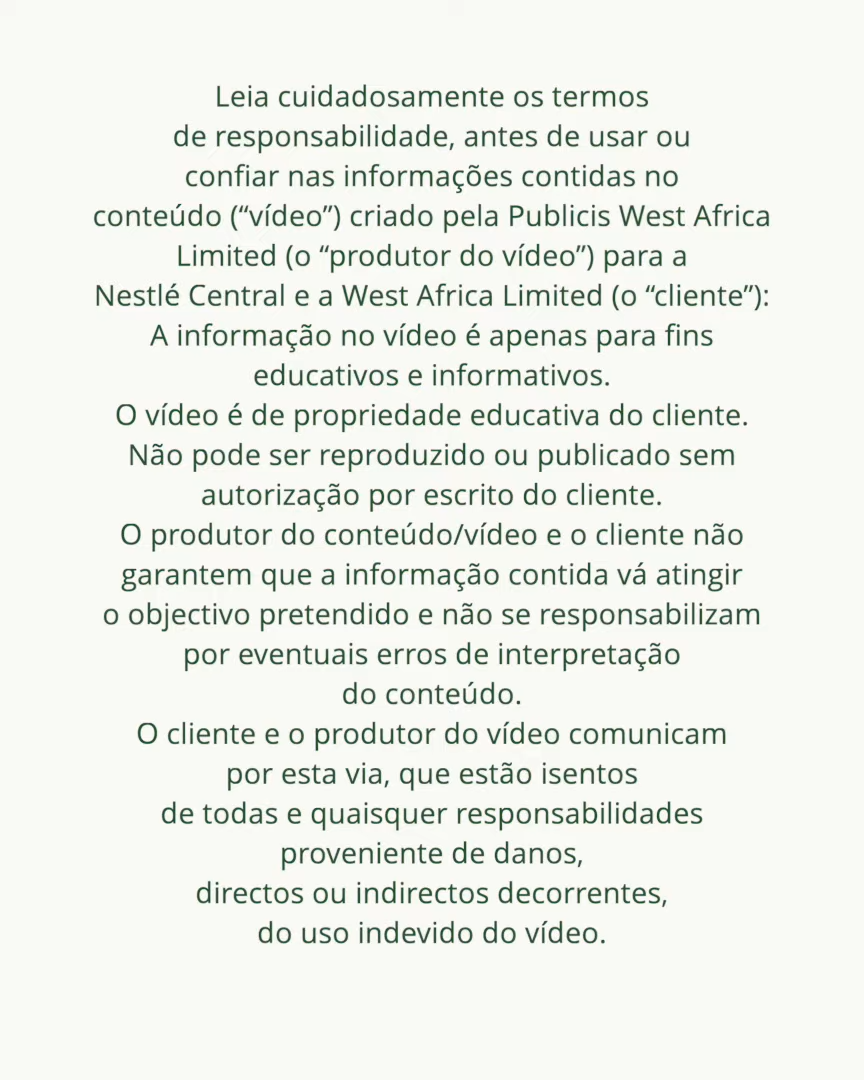 Leia cuidadosamente os termos
de responsabilidade, antes de usar ou
confiar nas informações contidas no
conteúdo (“vídeo”) criado pela Publicis West Africa
Limited (o “produtor do vídeo”) para a
Nestlé Central e a West Africa Limited (o “cliente”):
A informação no vídeo é apenas para fins
educativos e informativos.
O vídeo é de propriedade educativa do cliente.
Não pode ser reproduzido ou publicado sem
autorização por escrito do cliente.
O produtor do conteúdo/vídeo e o cliente não
garantem que a informação contida vá atingir
o objectivo pretendido e não se responsabilizam
por eventuais erros de interpretação
do conteúdo.
O cliente e o produtor do vídeo comunicam
por esta via, que estão isentos
de todas e quaisquer responsabilidades
proveniente de danos,
directos ou indirectos decorrentes,
do uso indevido do vídeo.